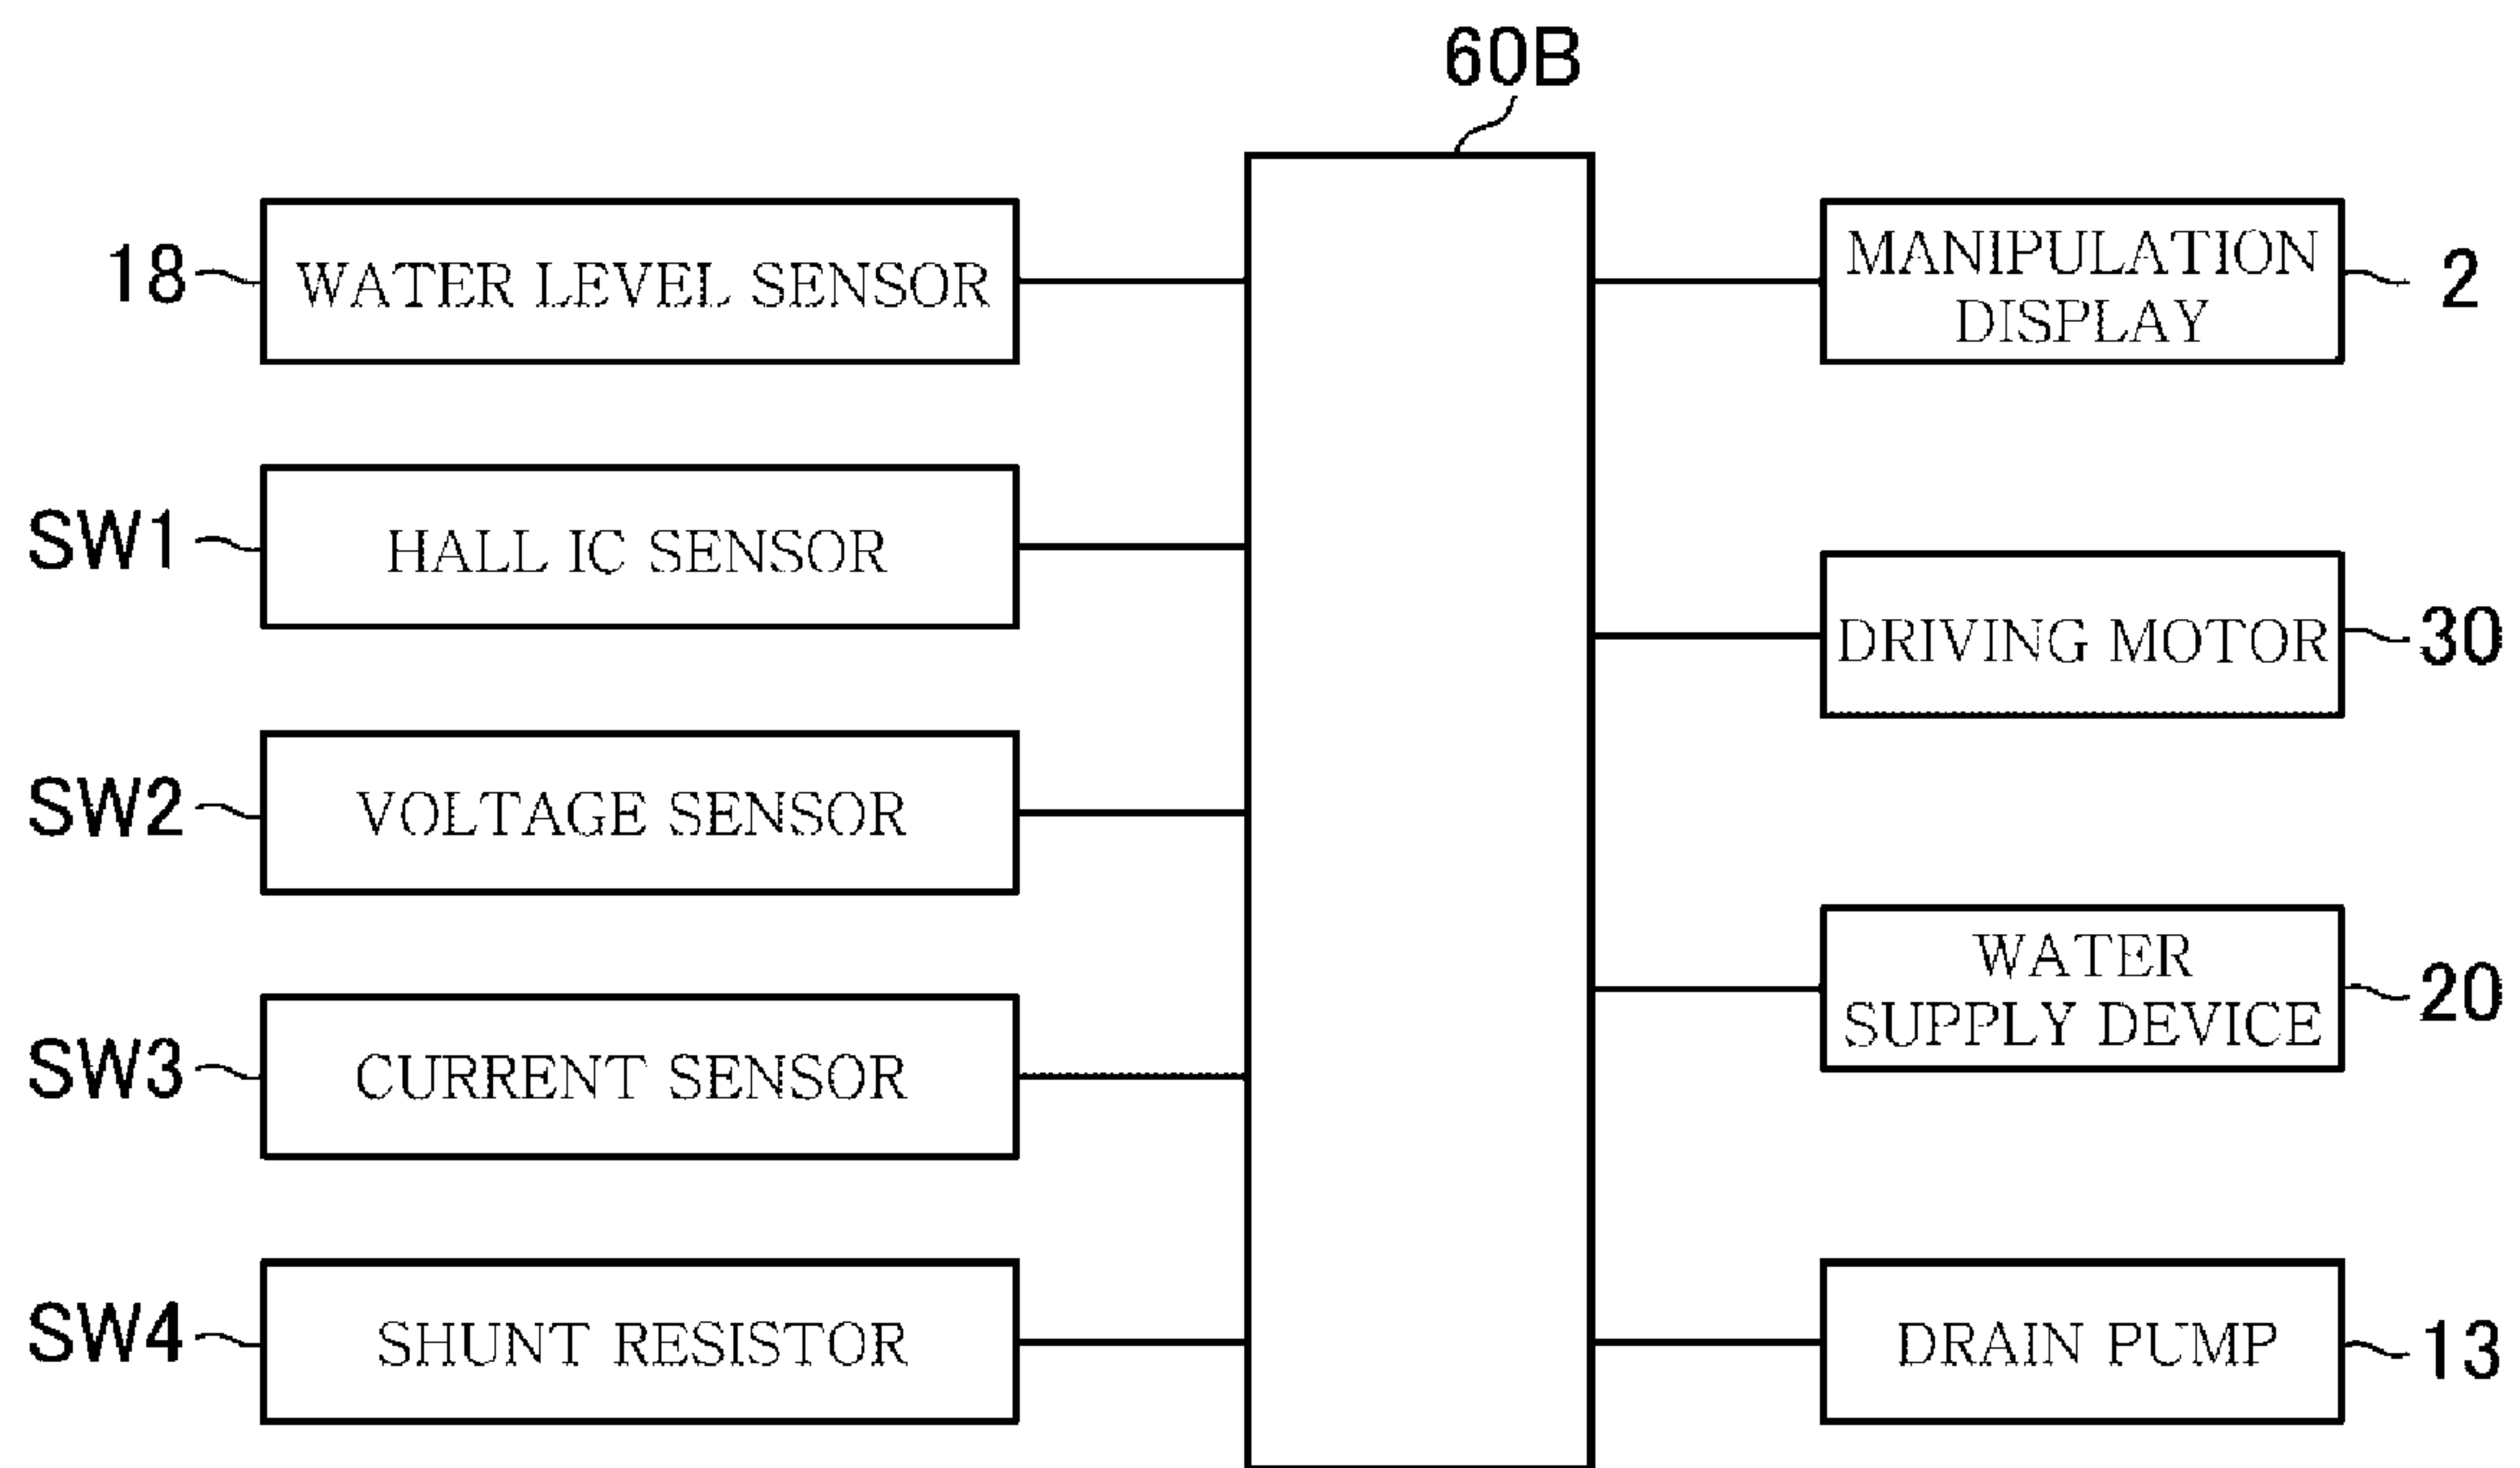 60B
18
WATER LEVEL SENSOR
MANIPULATION
DISPLAY
2
SW1
HALL IC SENSOR
DRIVING MOTOR
30
SW2
VOLTAGE SENSOR
WATER
SUPPLY DEVICE
20
SW3
CURRENT SENSOR
SW4
SHUNT RESISTOR
DRAIN PUMP
13